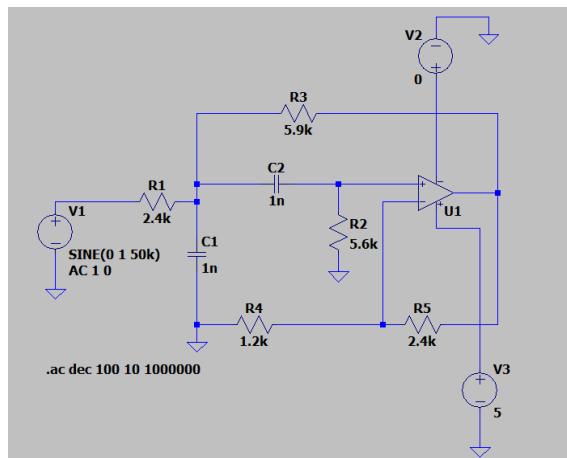 V2
0
R3
5.9k
C2
1n
R1
2.4k
V1
SINE(0 1 50k)
AC 1 0
C1
1n
R2
5.6k
U1
R4
1.2k
R5
2.4k
.ac dec 100 10 1000000
V3
5